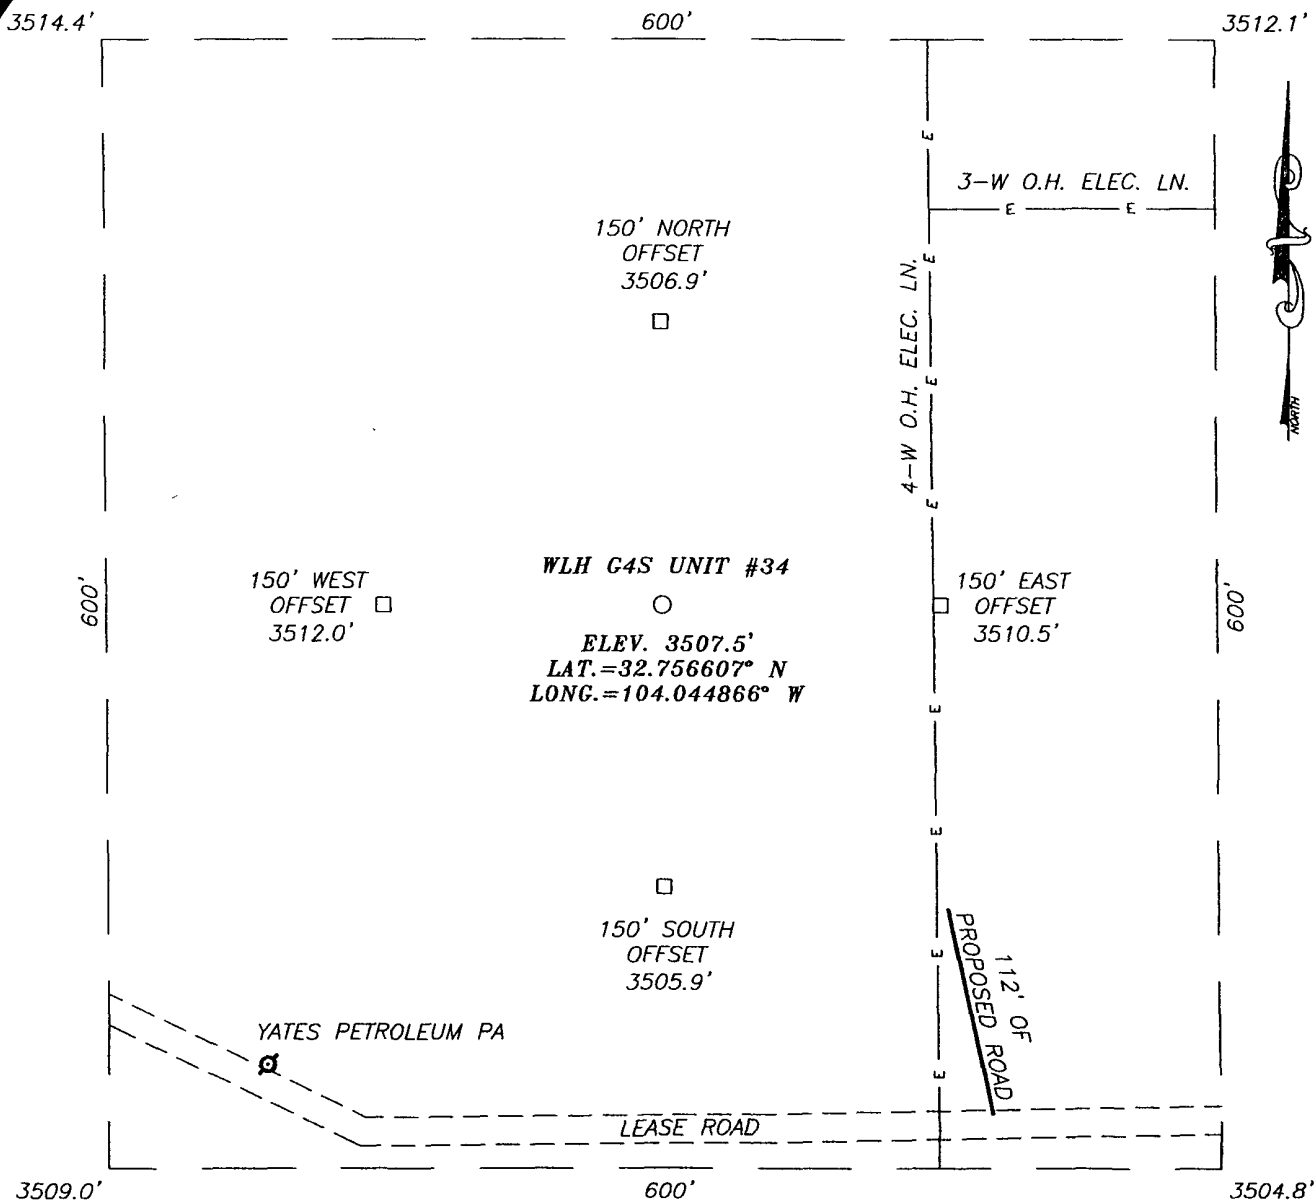 3514.4'
600'
3512.1'
3-W O.H. ELEC. LN.
E E
E
150' NORTH
OFFSET
3506.9'
E
4-W O.H. ELEC. LN.
E
NORTH
E
WLH G4S UNIT #34
150' WEST
OFFSET
3512.0'
150' EAST
OFFSET
3510.5'
600'
600'
ELEV. 3507.5'
LAT.=32.756607° N
LONG.=104.044866° W
E
E
150' SOUTH
OFFSET
3505.9'
E
112' OF
PROPOSED ROAD
YATES PETROLEUM PA
E
LEASE ROAD
3509.0'
600'
3504.8'